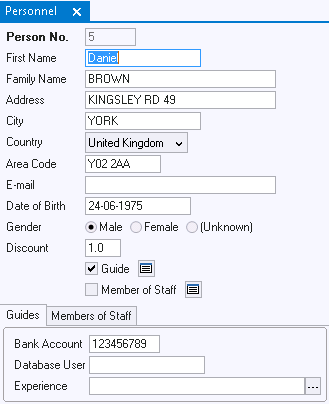 Personnel ×
Person No. 5
First Name Daniel
Family Name BROWN
Address KINGSLEY RD 49
City YORK
Country United Kingdom
Area Code Y02 2AA
E-mail
Date of Birth 24-06-1975
Gender Male Female (Unknown)
Discount 1.0
Guide
Member of Staff
Guides Members of Staff
Bank Account 123456789
Database User
Experience ...